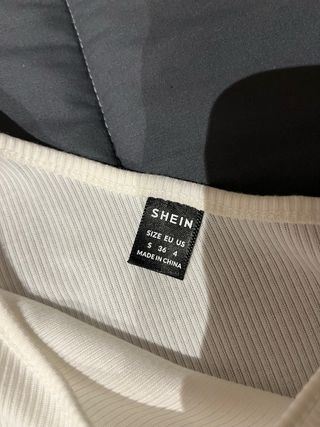 SHEIN
SIZE EU US
S 36 4
MADE IN CHINA